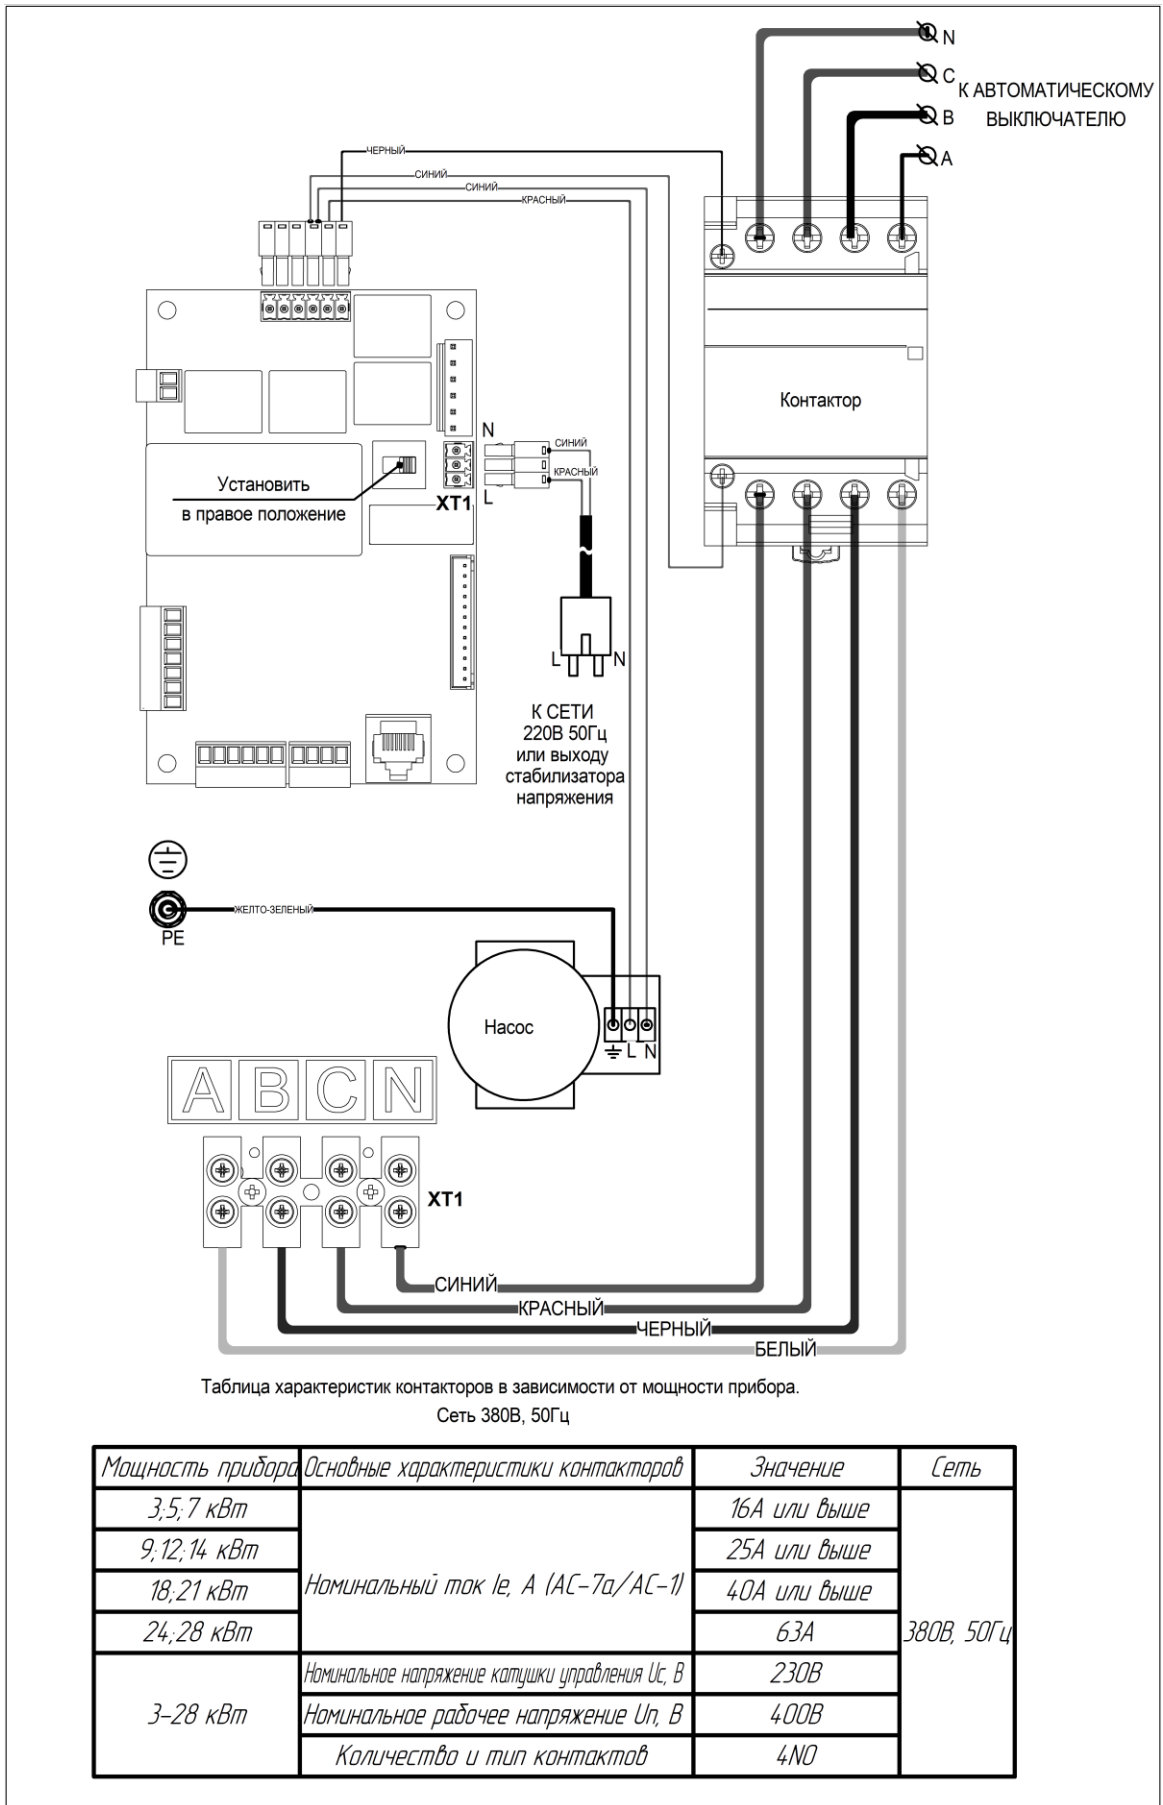 N
C
К АВТОМАТИЧЕСКОМУ
B
ВЫКЛЮЧАТЕЛЮ
A
ЧЕРНЫЙ
СИНИЙ
СИНИЙ
КРАСНЫЙ
Контактор
N
СИНИЙ
КРАСНЫЙ
Установить
в правое положение
L
XT1
L
N
К СЕТИ
220В 50Гц
или выходу
стабилизатора
напряжения
ЖЕЛТО-ЗЕЛЕНЫЙ
PE
Насос
L N
A B C N
XT1
СИНИЙ
КРАСНЫЙ
ЧЕРНЫЙ
БЕЛЫЙ
Таблица характеристик контакторов в зависимости от мощности прибора.
Сеть 380В, 50Гц
Мощность прибора Основные характеристики контакторов Значение Сеть
3;5;7 кВт 16А или выше
9;12;14 кВт 25А или выше
Номинальный ток Ie, А (АС-7а/АС-1)
18;21 кВт 40А или выше
24;28 кВт 63А
380В, 50Гц
Номинальное напряжение катушки управления Uc, В 230В
3-28 кВт Номинальное рабочее напряжение Un, В 400В
Количество и тип контактов 4NO